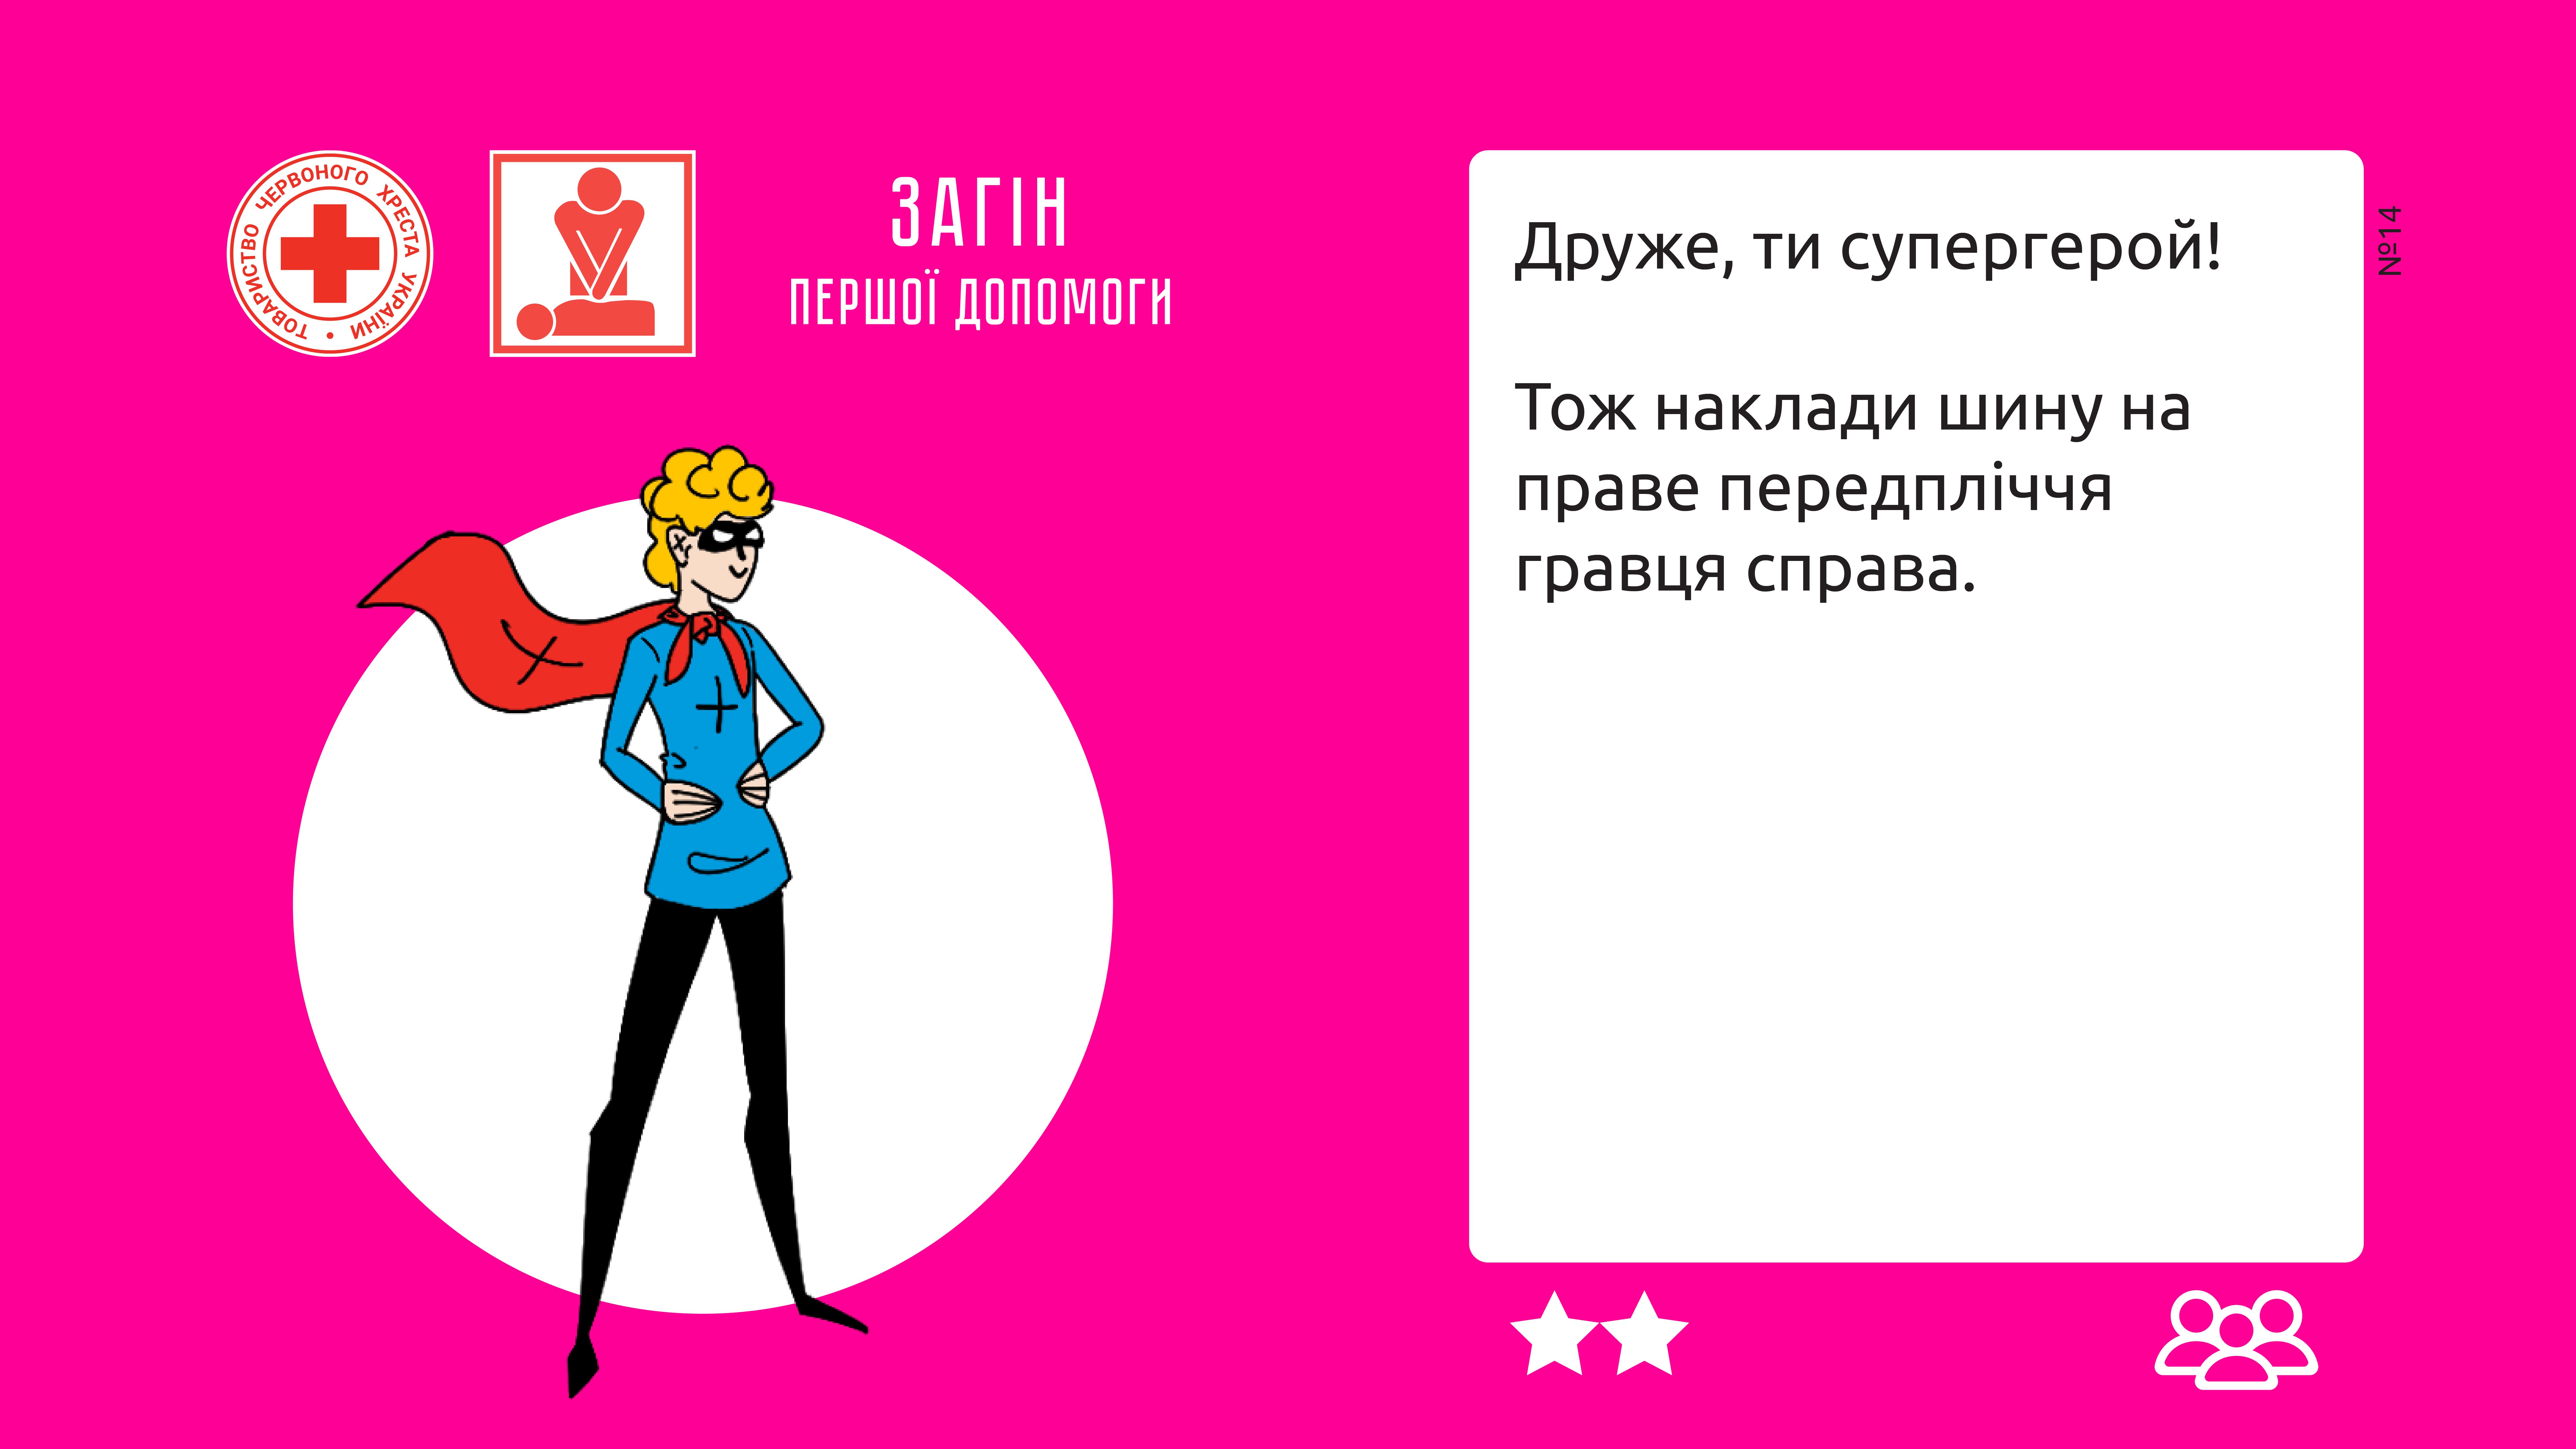 ТОВАРИСТВО ЧЕРВОНОГО ХРЕСТА УКРАЇНИ •
ЗАГІН
ПЕРШОЇ ДОПОМОГИ
Друже, ти супергерой!
Тож наклади шину на
праве передпліччя
гравця справа.
№14